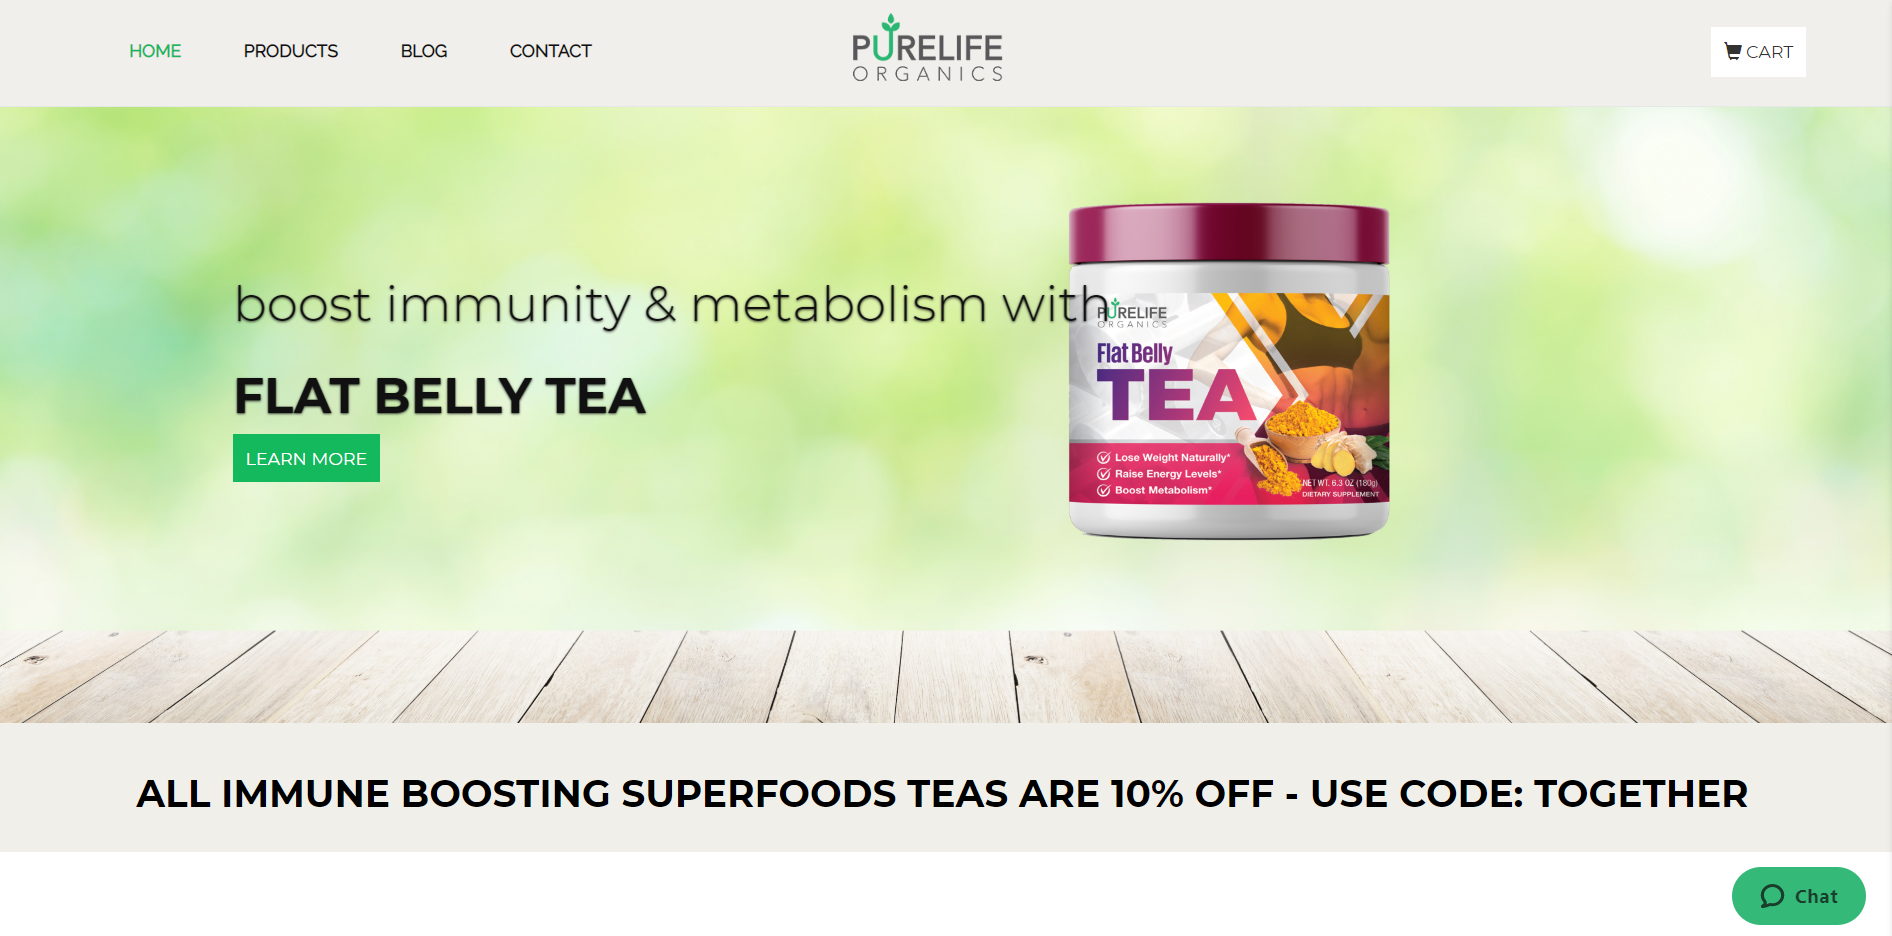 HOME PRODUCTS BLOG CONTACT
PURELIFE
ORGANICS
CART
boost immunity & metabolism with
FLAT BELLY TEA
LEARN MORE
PURELIFE
ORGANICS
Flat Belly
TEA
Lose Weight Naturally*
Raise Energy Levels*
Boost Metabolism*
NET WT. 6.3 OZ (180g)
DIETARY SUPPLEMENT
ALL IMMUNE BOOSTING SUPERFOODS TEAS ARE 10% OFF - USE CODE: TOGETHER
Chat